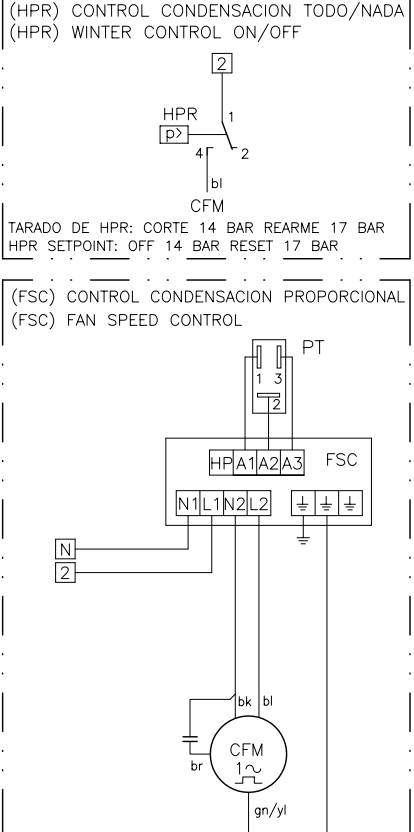 (HPR) CONTROL CONDENSACION TODO/NADA
(HPR) WINTER CONTROL ON/OFF
2
HPR
1
p>
4
2
bl
CFM
TARADO DE HPR: CORTE 14 BAR REARME 17 BAR
HPR SETPOINT: OFF 14 BAR RESET 17 BAR
(FSC) CONTROL CONDENSACION PROPORCIONAL
(FSC) FAN SPEED CONTROL
PT
1 3
2
HP A1 A2 A3 FSC
N1 L1 N2 L2
N
2
bk bl
CFM
br
1~
gn/yl